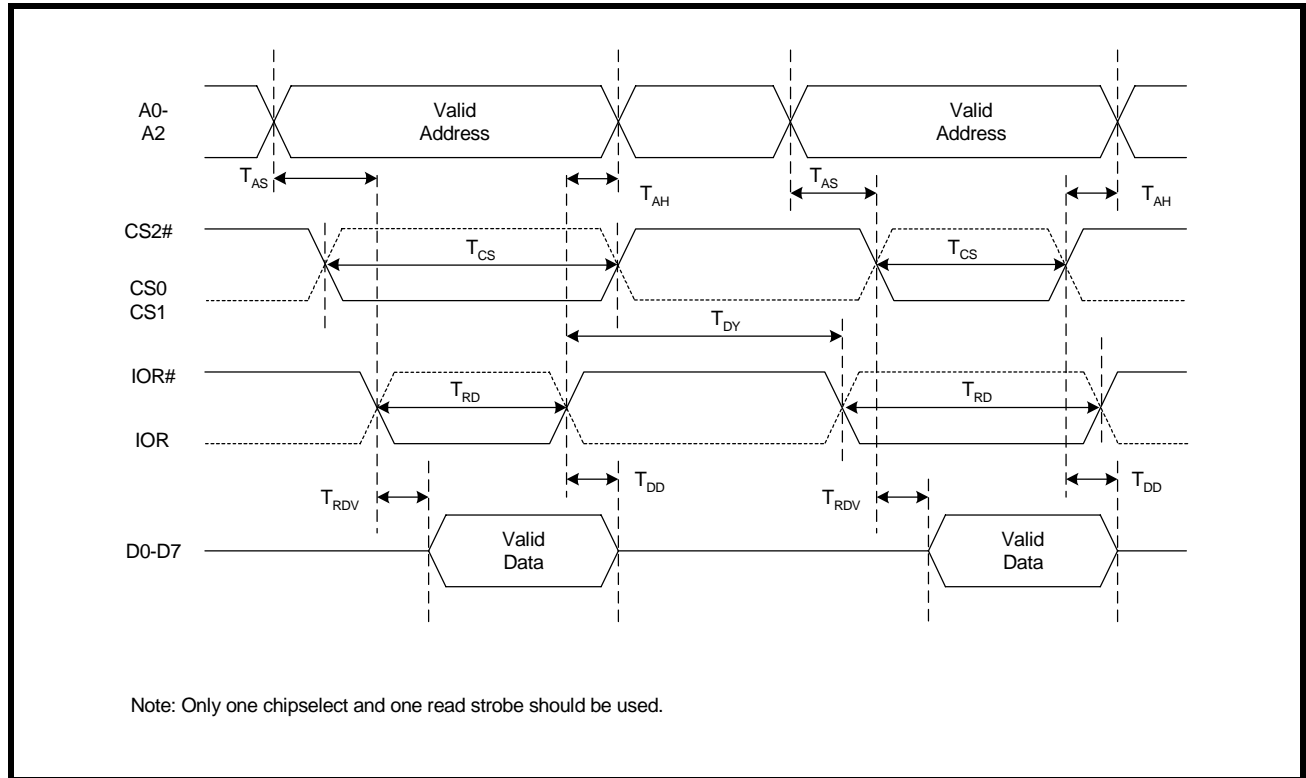 A0-
A2
Valid
Address
Valid
Address
TAS
TAH
TAS
TAH
CS2#
TCS
TCS
CS0
CS1
TDY
IOR#
TRD
TRD
IOR
TRDV
TDD
TRDV
TDD
D0-D7
Valid
Data
Valid
Data
Note: Only one chipselect and one read strobe should be used.